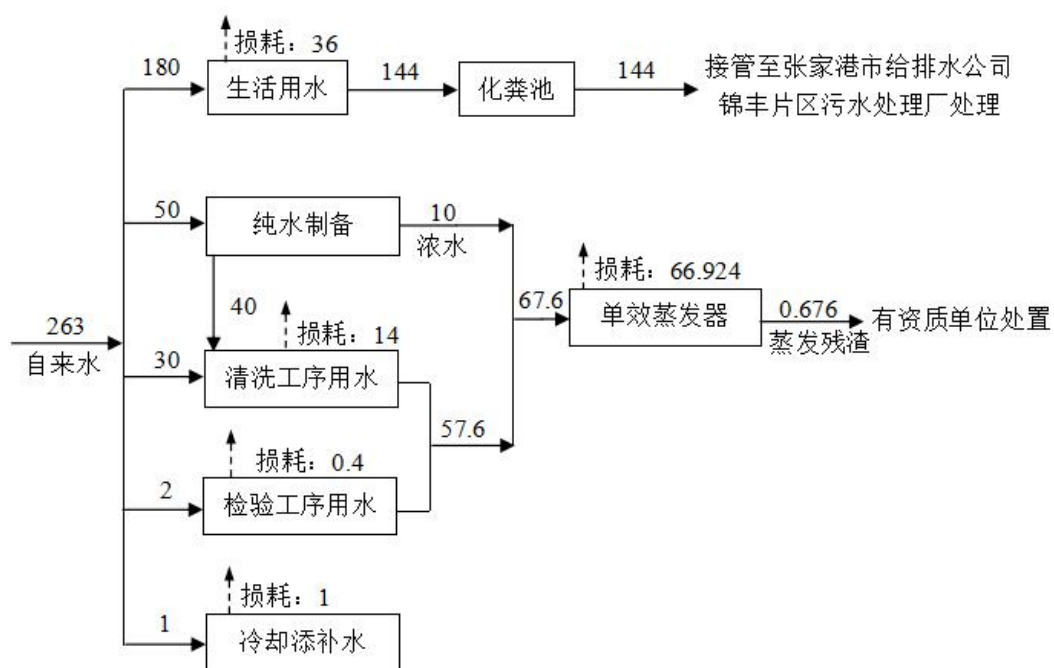 损耗：36
180
生活用水
144
化粪池
144
接管至张家港市给排水公司
锦丰片区污水处理厂处理
50
纯水制备
10
浓水
损耗：66.924
67.6
单效蒸发器
0.676
蒸发残渣
有资质单位处置
40
263
自来水
损耗：14
30
清洗工序用水
57.6
损耗：0.4
2
检验工序用水
损耗：1
1
冷却添补水